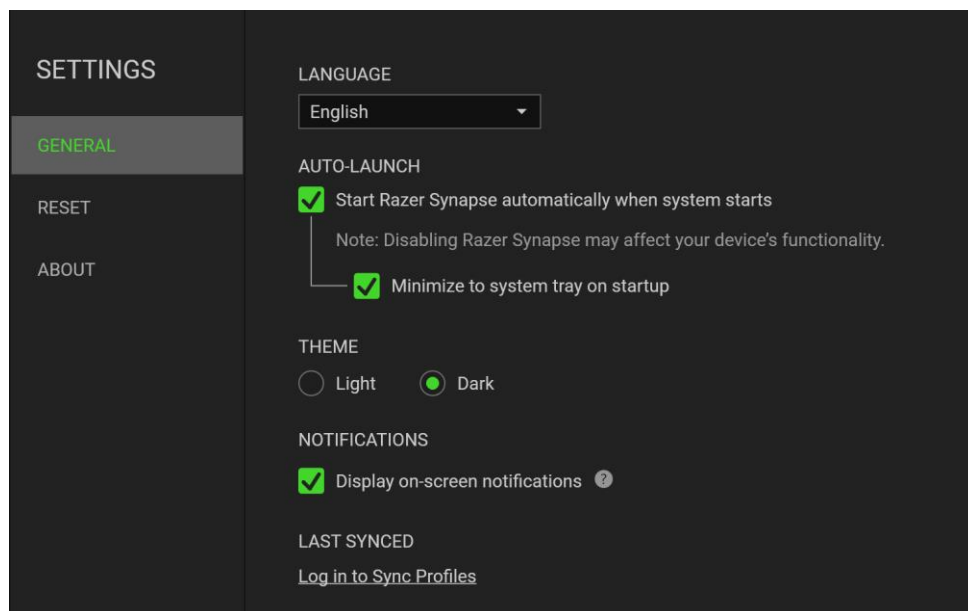 SETTINGS
GENERAL
RESET
ABOUT
LANGUAGE
English
AUTO-LAUNCH
Start Razer Synapse automatically when system starts
Note: Disabling Razer Synapse may affect your device’s functionality.
Minimize to system tray on startup
THEME
Light
Dark
NOTIFICATIONS
Display on-screen notifications ?
LAST SYNCED
Log in to Sync Profiles